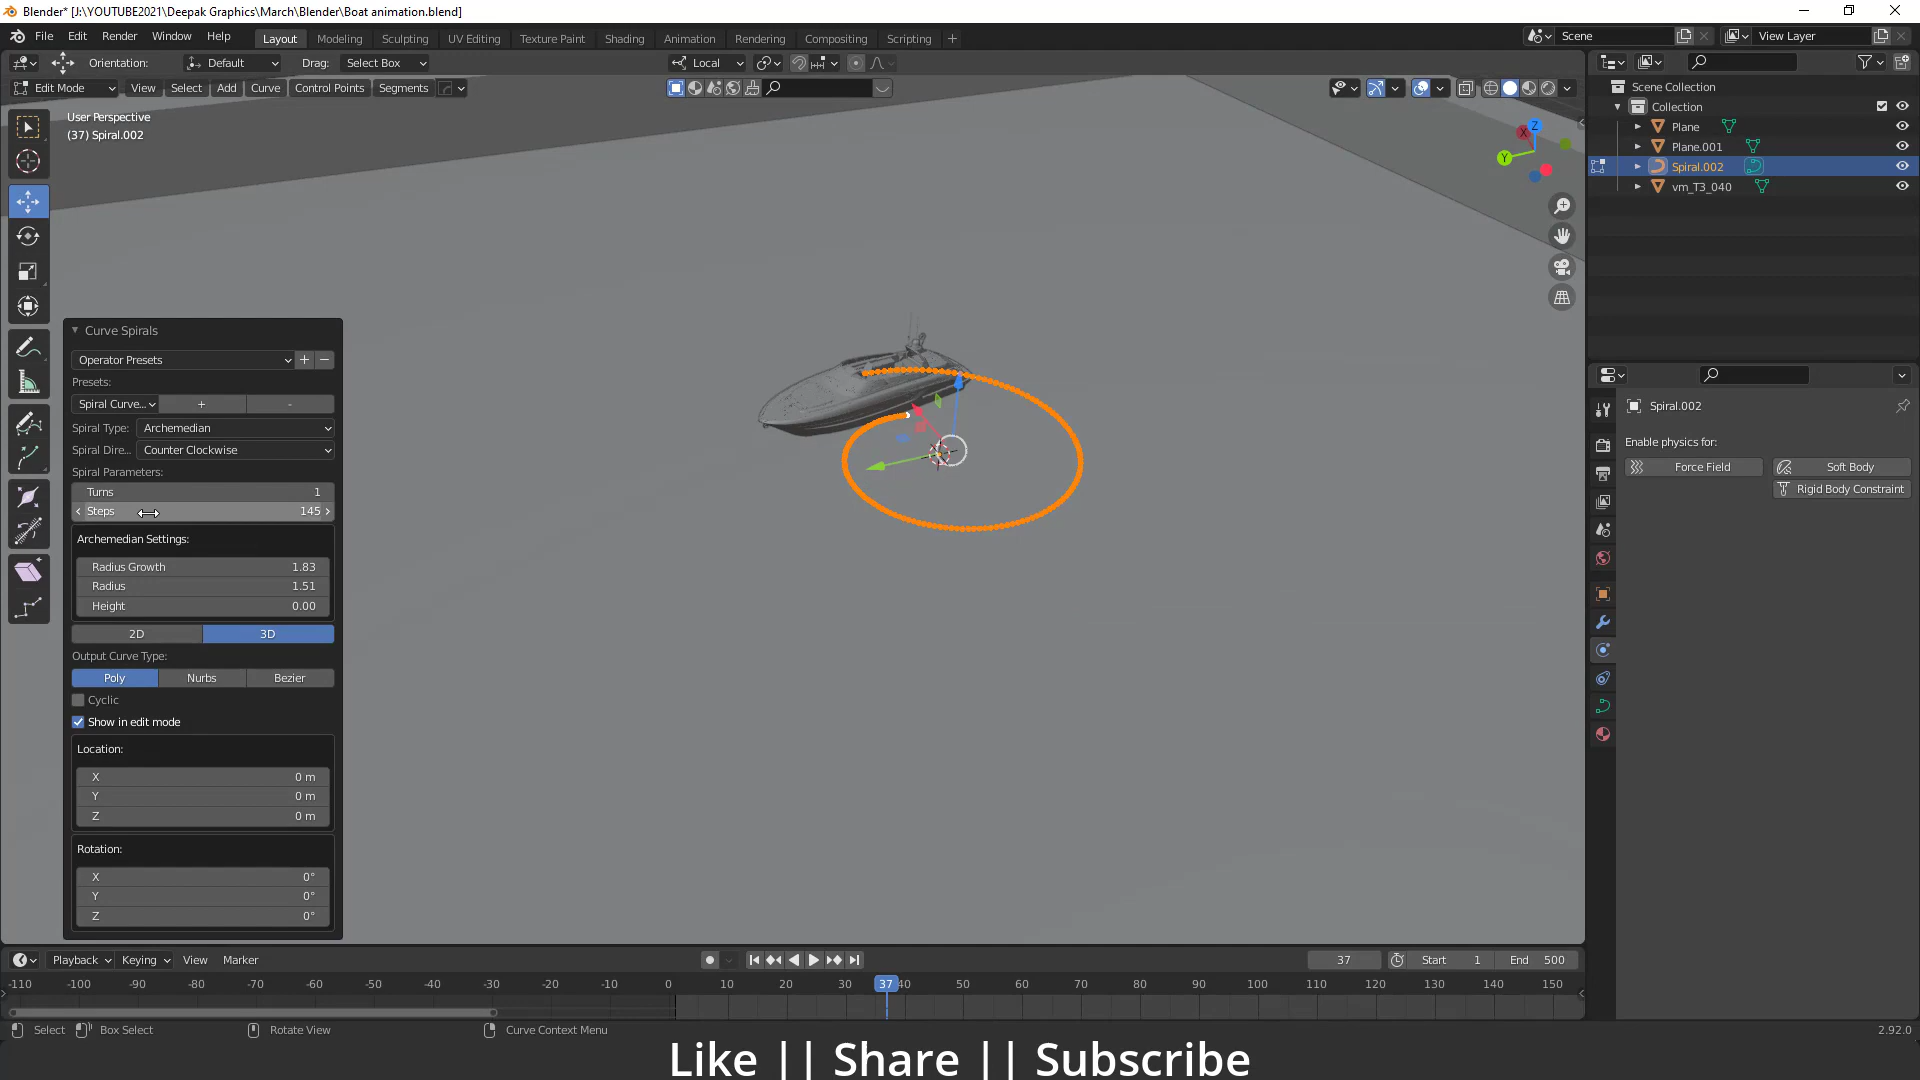 Blender* [J:\YOUTUBE2021\Deepak Graphics\March\Blender\Boat animation.blend]
File Edit Render Window Help Layout Modeling Sculpting UV Editing Texture Paint Shading Animation Rendering Compositing Scripting + Scene View Layer
Orientation: Default Drag: Select Box Local
Edit Mode View Select Add Curve Control Points Segments
User Perspective
(37) Spiral.002
Scene Collection
Collection
Plane
Plane.001
Spiral.002
vm_T3_040
X
Y
Z
Curve Spirals
Operator Presets + −
Presets:
Spiral Curve... + -
Spiral Type: Archemedian
Spiral Dire... Counter Clockwise
Spiral Parameters:
Turns 1
Steps 145
Archemedian Settings:
Radius Growth 1.83
Radius 1.51
Height 0.00
2D 3D
Output Curve Type:
Poly Nurbs Bezier
Cyclic
Show in edit mode
Location:
X 0 m
Y 0 m
Z 0 m
Rotation:
X 0°
Y 0°
Z 0°
Spiral.002
Enable physics for:
Force Field Soft Body
Rigid Body Constraint
Playback Keying View Marker 37 Start 1 End 500
-110 -100 -90 -80 -70 -60 -50 -40 -30 -20 -10 0 10 20 30 37 40 50 60 70 80 90 100 110 120 130 140 150
Select Box Select Rotate View Curve Context Menu 2.92.0
Like || Share || Subscribe